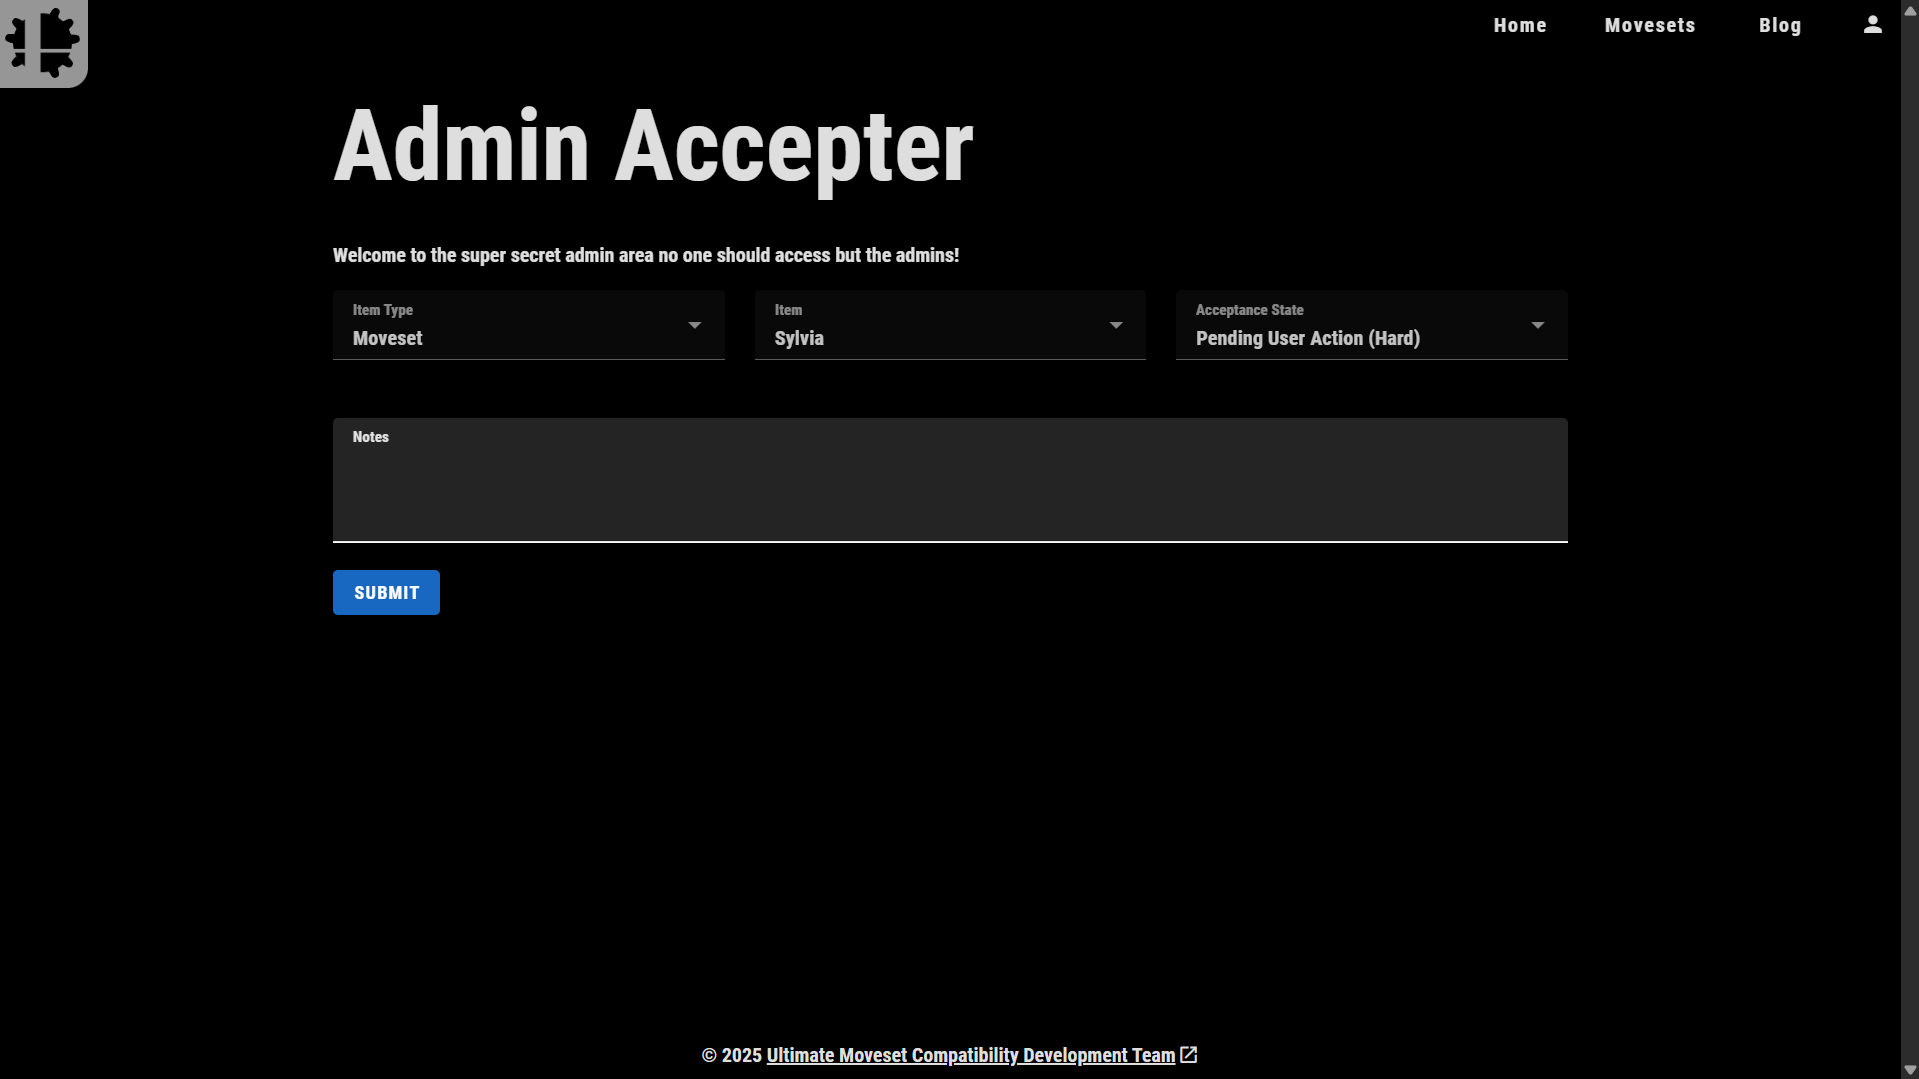 Home Movesets Blog
Admin Accepter
Welcome to the super secret admin area no one should access but the admins!
Item Type Item Acceptance State
Moveset Sylvia Pending User Action (Hard)
Notes
SUBMIT
© 2025 Ultimate Moveset Compatibility Development Team